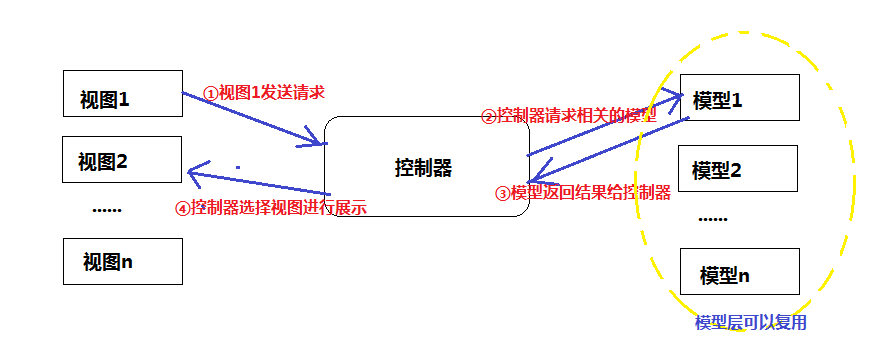 视图1
①视图1发送请求
视图2
......
视图n
控制器
②控制器请求相关的模型
③模型返回结果给控制器
④控制器选择视图进行展示
模型1
模型2
......
模型n
模型层可以复用